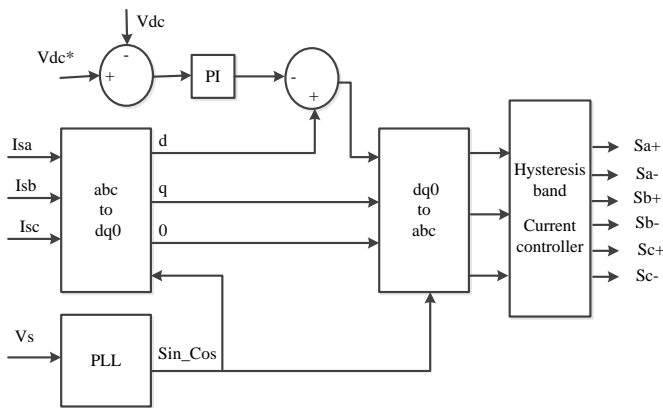 Vdc
Vdc*
-
+
PI
-
+
Isa
Isb
Isc
abc
to
dq0
d
q
0
dq0
to
abc
Hysteresis
band
Current
controller
Sa+
Sa-
Sb+
Sb-
Sc+
Sc-
Vs
PLL
Sin_Cos